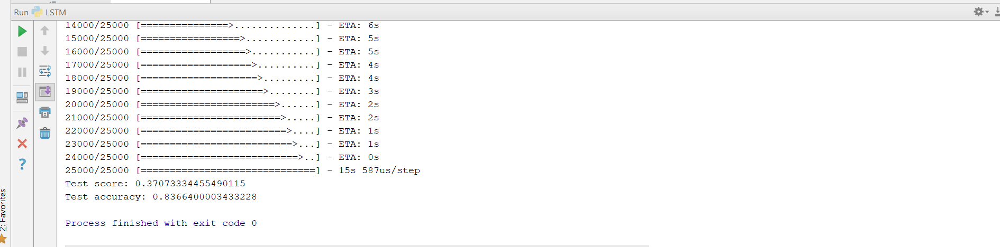 Run LSTM
14000/25000 [===============>..............] - ETA: 6s
15000/25000 [=================>............] - ETA: 5s
16000/25000 [==================>...........] - ETA: 5s
17000/25000 [===================>..........] - ETA: 4s
18000/25000 [====================>.........] - ETA: 4s
19000/25000 [=====================>........] - ETA: 3s
20000/25000 [=======================>......] - ETA: 2s
21000/25000 [========================>.....] - ETA: 2s
22000/25000 [=========================>....] - ETA: 1s
23000/25000 [==========================>...] - ETA: 1s
24000/25000 [===========================>..] - ETA: 0s
25000/25000 [==============================] - 15s 587us/step
Test score: 0.37073334455490115
Test accuracy: 0.8366400003433228
Process finished with exit code 0
2: Favorites